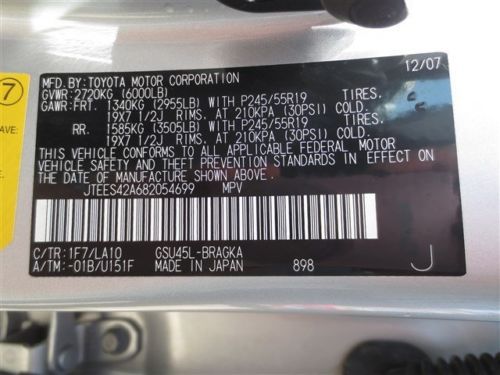 12/07
MFD.BY:TOYOTA MOTOR CORPORATION
GVWR:2720KG (6000LB)
GAWR:FRT. 1340KG (2955LB) WITH P245/55R19 TIRES,
19X7 1/2J RIMS, AT 210KPA (30PSI) COLD.
RR. 1585KG (3505LB) WITH P245/55R19 TIRES,
19X7 1/2J RIMS, AT 210KPA (30PSI) COLD.
THIS VEHICLE CONFORMS TO ALL APPLICABLE FEDERAL MOTOR
VEHICLE SAFETY AND THEFT PREVENTION STANDARDS IN EFFECT ON
THE DATE OF MANUFACTURE SHOWN ABOVE.
JTEES42A682054699 MPV
C/TR:1F7/LA10 GSU45L-BRAGKA
A/TM:-01B/U151F MADE IN JAPAN 898 J
7
AVE: